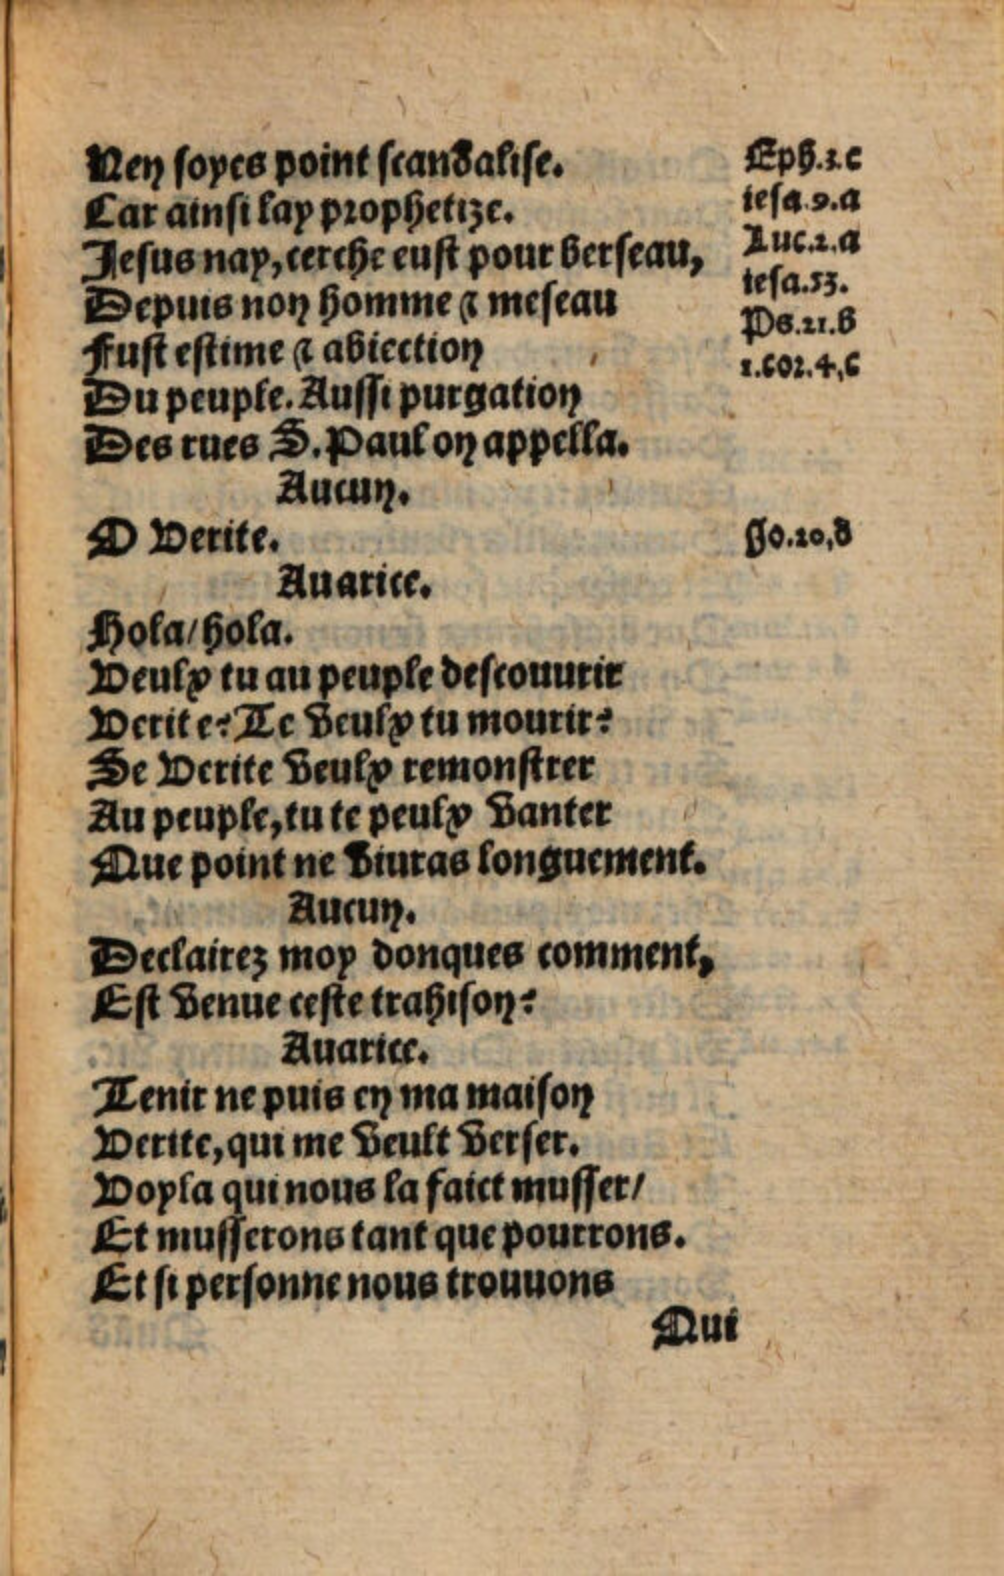 Nen soyes point scandalise.
Car ainsi lay prophetize.
Jesus nay, cerche eust pour berseau,
Depuis non homme & meseau
Fust estime & abiection
Du peuple. Aussi purgation
Des rues S. Paul on appella.
Aucun.
O Verite.
Auarice.
Hola/hola.
Veulx tu au peuple descouurir
Verite? Te veulx tu mourir?
Se Verite veulx remonstrer
Au peuple, tu te peulx vanter
Que point ne viuras longuement.
Aucun.
Declairez moy donques comment,
Est venue ceste trahison?
Auarice.
Tenir ne puis en ma maison
Verite, qui me veult verser.
Voyla qui nous la faict musser/
Et musserons tant que pourrons.
Et si personne nous trouuons
Qui
Eph.3.c
iesa.9.a
Luc.2.a
iesa.53.
Ps.21.b
1.cor.4,c
Jo.10,d